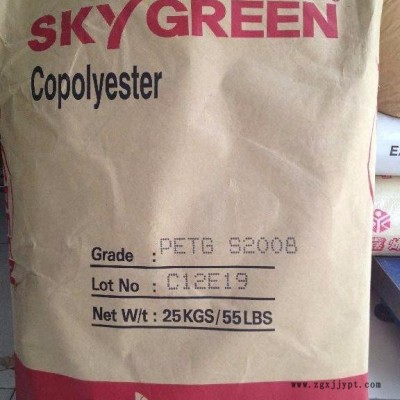 SKYGREEN
Copolyester
Grade : PETG S2008
Lot No : C12E19
Net W/t : 25KGS/55LBS
www.zgxjjypt.com